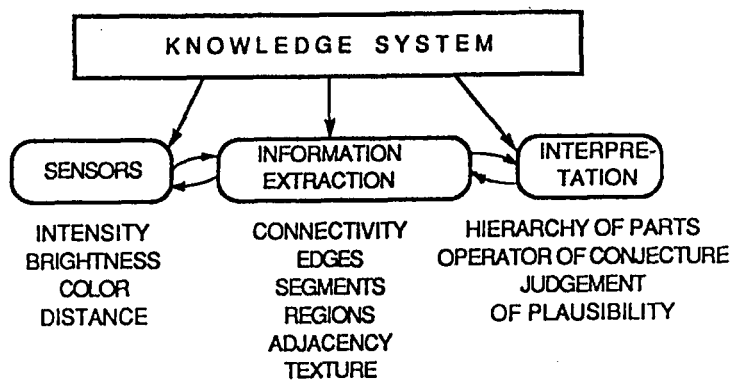 KNOWLEDGE SYSTEM
SENSORS
INFORMATION
EXTRACTION
INTERPRE-
TATION
INTENSITY
BRIGHTNESS
COLOR
DISTANCE
CONNECTIVITY
EDGES
SEGMENTS
REGIONS
ADJACENCY
TEXTURE
HIERARCHY OF PARTS
OPERATOR OF CONJECTURE
JUDGEMENT
OF PLAUSIBILITY